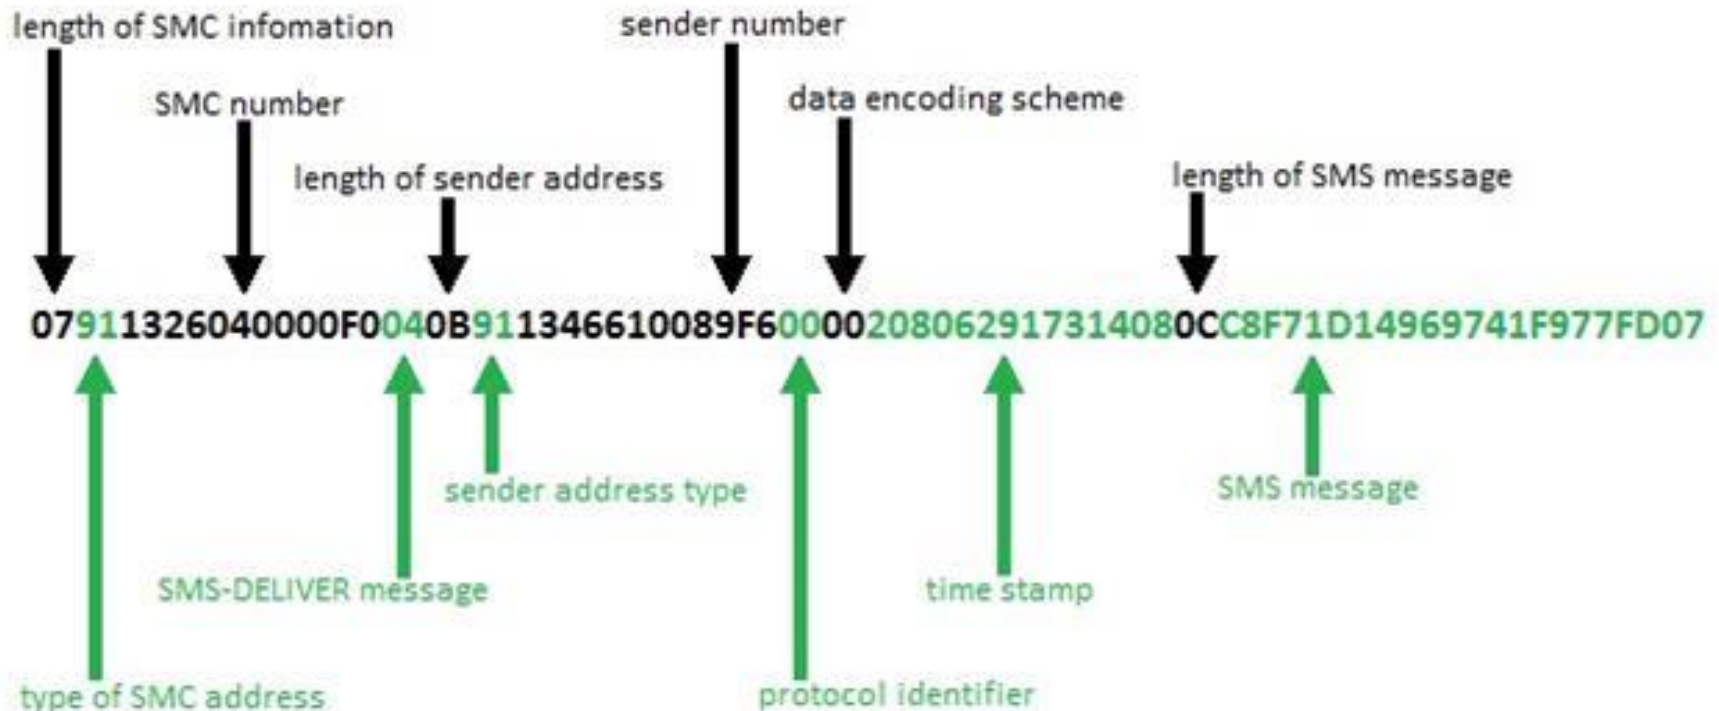 length of SMC infomation
sender number
SMC number
data encoding scheme
length of sender address
length of SMS message
07911326040000F0040B911346610089F60000208062917314080CC8F71D14969741F977FD07
sender address type
SMS message
SMS-DELIVER message
time stamp
type of SMC address
protocol identifier